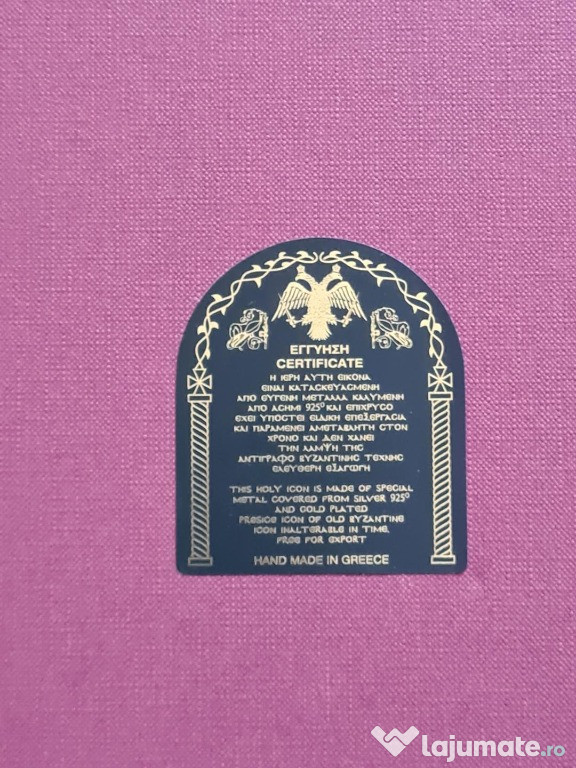 ΕΓΓΥΗΣΗ
CERTIFICATE
Η ΙΕΡΗ ΑΥΤΗ ΕΙΚΟΝΑ
ΕΙΝΑΙ ΚΑΤΑΣΚΕΥΑΣΜΕΝΗ
ΑΠΟ ΕΥΓΕΝΗ ΜΕΤΑΛΛΑ ΚΑΛΥΜΕΝΗ
ΑΠΟ ΑΣΗΜΙ 925⁰ ΚΑΙ ΕΠΙΧΡΥΣΟ
ΕΧΕΙ ΥΠΟΣΤΕΙ ΕΙΔΙΚΗ ΕΠΕΞΕΡΓΑΣΙΑ
ΚΑΙ ΠΑΡΑΜΕΝΕΙ ΑΜΕΤΑΒΛΗΤΗ ΣΤΟΝ
ΧΡΟΝΟ ΚΑΙ ΔΕΝ ΧΑΝΕΙ
ΤΗΝ ΛΑΜΨΗ ΤΗΣ
ΑΝΤΙΓΡΑΦΟ ΒΥΖΑΝΤΙΝΗΣ ΤΕΧΝΗΣ
ΕΛΕΥΘΕΡΗ ΕΞΑΓΩΓΗ
THIS HOLY ICON IS MADE OF SPECIAL
METAL COVERED FROM SILVER 925⁰
AND GOLD PLATED
PRESICE ICON OF OLD BYZANTINE
ICON INALTERABLE IN TIME.
FREE FOR EXPORT
HAND MADE IN GREECE
lajumate.ro